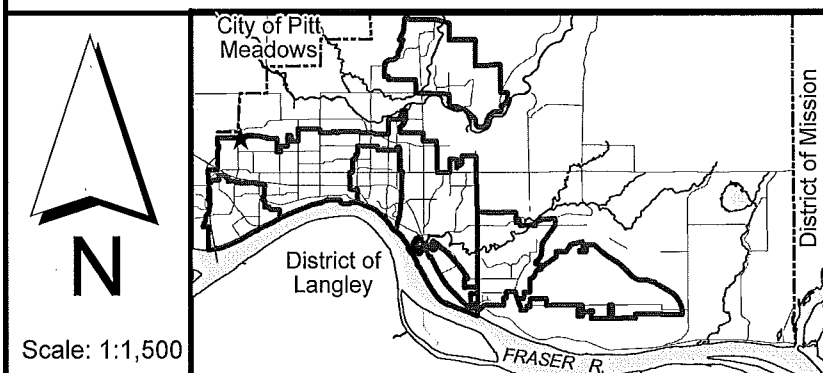 City of Pitt
Meadows
District of Mission
District of
Langley
N
Scale: 1:1,500
FRASER R.